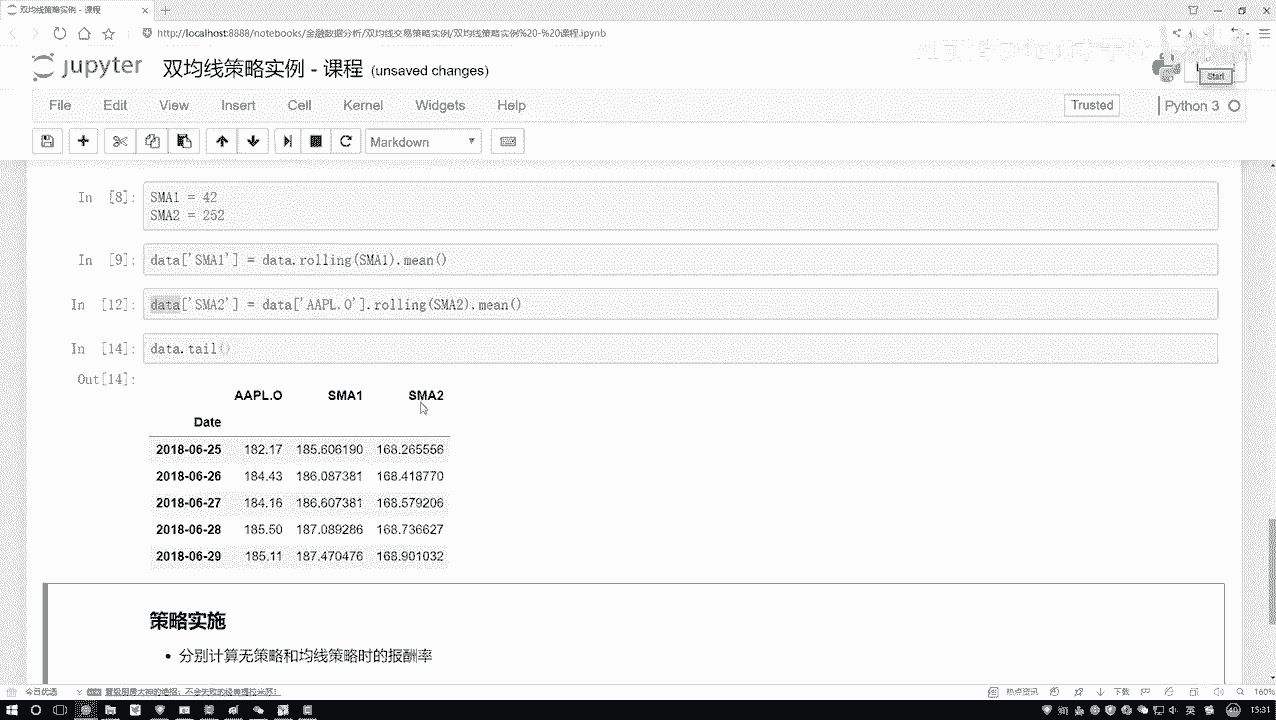 双均线策略实例 - 课程
http://localhost:8888/notebooks/金融数据分析/双均线交易策略实例/双均线策略实例%20-%20课程.ipynb
jupyter 双均线策略实例 - 课程 (unsaved changes)
Start
File Edit View Insert Cell Kernel Widgets Help
Trusted Python 3
Markdown
In [8]: SMA1 = 42
SMA2 = 252
In [9]: data['SMA1'] = data.rolling(SMA1).mean()
In [12]: data['SMA2'] = data['AAPL.O'].rolling(SMA2).mean()
In [14]: data.tail()
Out[14]:
AAPL.O SMA1 SMA2
Date
2018-06-25 182.17 185.606190 168.265556
2018-06-26 184.43 186.087381 168.418770
2018-06-27 184.16 186.607381 168.579206
2018-06-28 185.50 187.089286 168.736627
2018-06-29 185.11 187.470476 168.901032
策略实施
分别计算无策略和均线策略时的报酬率
今日优选
热点资讯
下载
160%
英
15:31